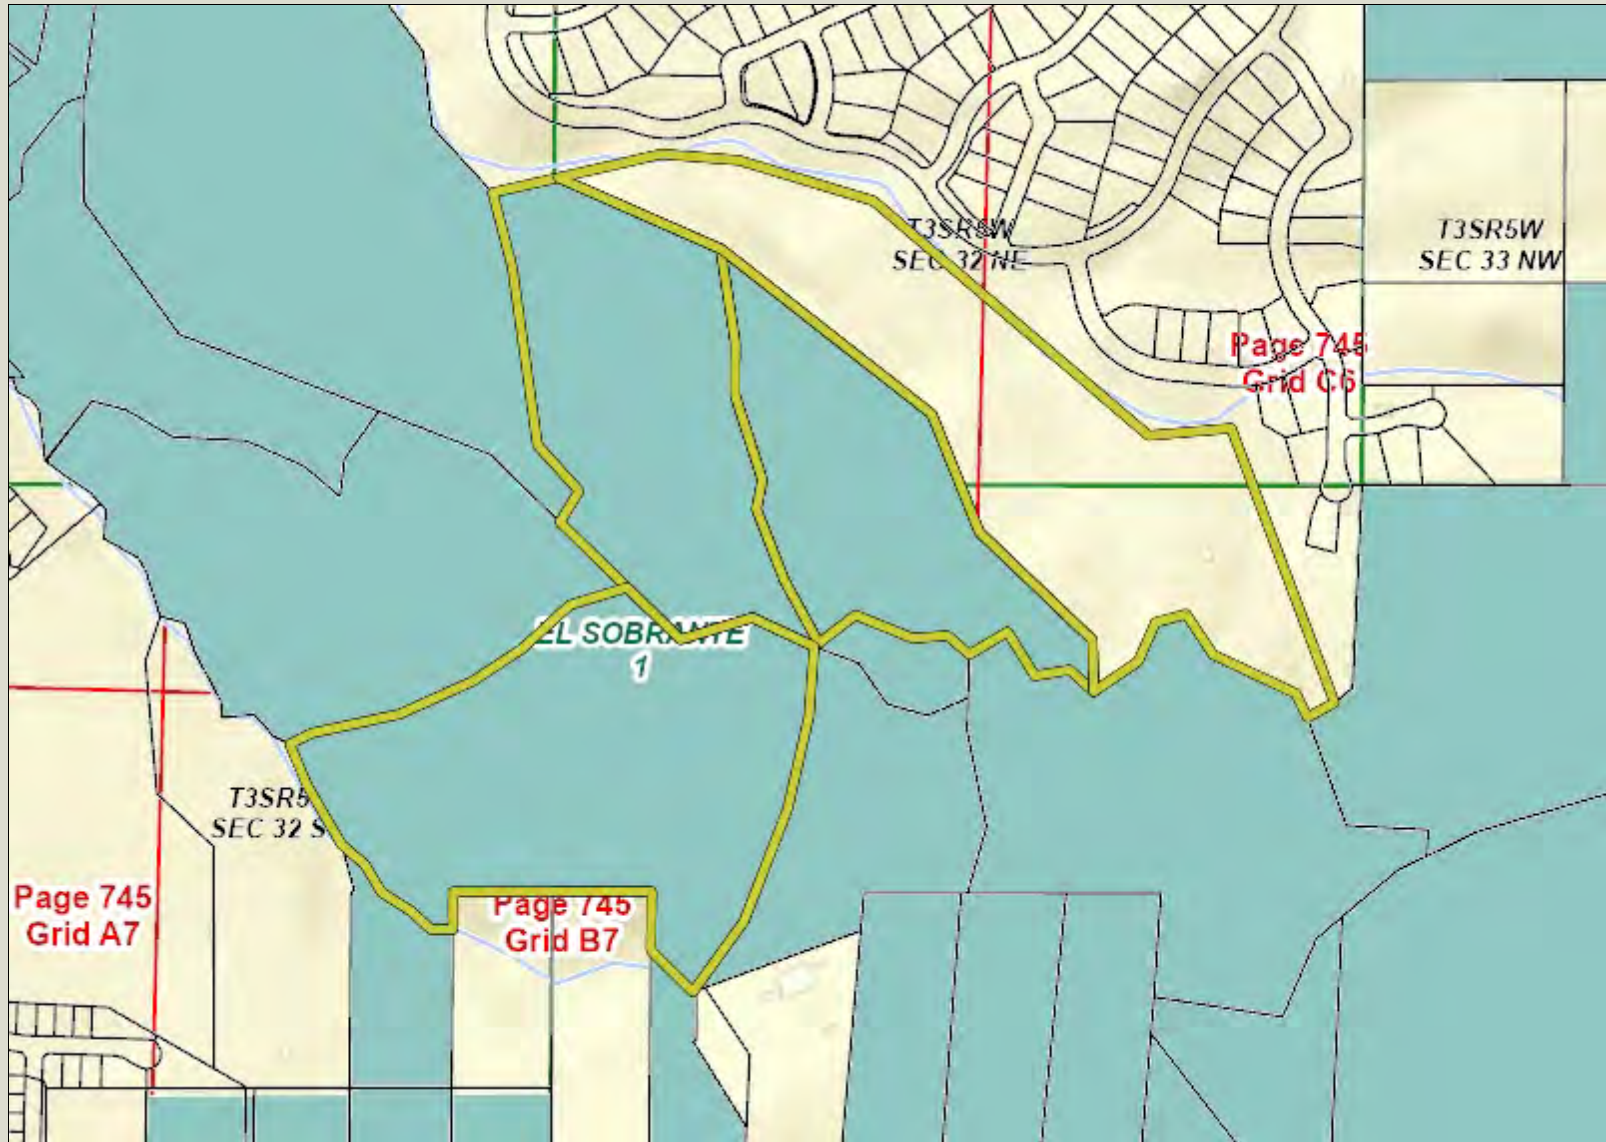 T3SR5W
SEC 32 NE
T3SR5W
SEC 33 NW
Page 745
Grid C6
EL SOBRANTE
1
T3SR5
SEC 32 S
Page 745
Grid A7
Page 745
Grid B7